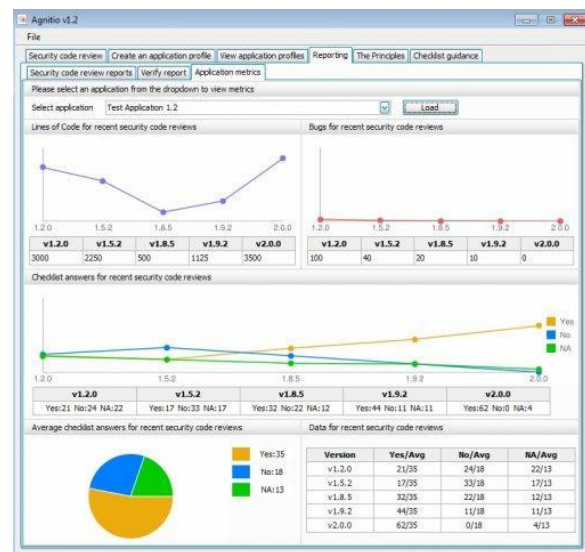 Agnitio v1.2
File
Security code review Create an application profile View application profiles Reporting The Principles Checklist guidance
Security code review reports Verify report Application metrics
Please select an application from the dropdown to view metrics
Select application Test Application 1.2 Load
Lines of Code for recent security code reviews
1.2.0 1.5.2 1.8.5 1.9.2 2.0.0
v1.2.0 v1.5.2 v1.8.5 v1.9.2 v2.0.0
3000 2250 500 1125 3500
Bugs for recent security code reviews
1.2.0 1.5.2 1.8.5 1.9.2 2.0.0
v1.2.0 v1.5.2 v1.8.5 v1.9.2 v2.0.0
100 40 20 10 0
Checklist answers for recent security code reviews
Yes
No
NA
1.2.0 1.5.2 1.8.5 1.9.2 2.0.0
v1.2.0 v1.5.2 v1.8.5 v1.9.2 v2.0.0
Yes:21 No:24 NA:22 Yes:17 No:33 NA:17 Yes:32 No:22 NA:12 Yes:44 No:11 NA:11 Yes:62 No:0 NA:4
Average checklist answers for recent security code reviews
Yes:35
No:18
NA:13
Data for recent security code reviews
Version Yes/Avg No/Avg NA/Avg
v1.2.0 21/35 24/18 22/13
v1.5.2 17/35 33/18 17/13
v1.8.5 32/35 22/18 12/13
v1.9.2 44/35 11/18 11/13
v2.0.0 62/35 0/18 4/13